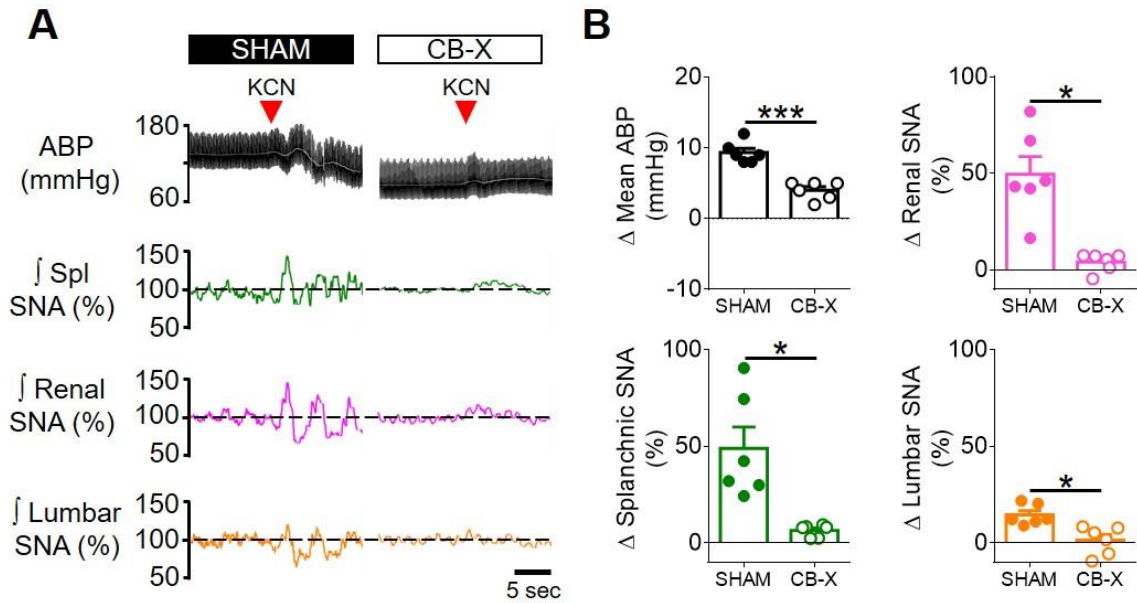 A
SHAM
CB-X
KCN
KCN
ABP
(mmHg)
180
60
∫ Spl
SNA (%)
150
100
50
∫ Renal
SNA (%)
150
100
50
∫ Lumbar
SNA (%)
150
100
50
5 sec
B
Δ Mean ABP
(mmHg)
20
10
0
-10
***
SHAM
CB-X
Δ Renal SNA
(%)
100
50
0
*
SHAM
CB-X
Δ Splanchnic SNA
(%)
100
50
0
*
SHAM
CB-X
Δ Lumbar SNA
(%)
100
50
0
*
SHAM
CB-X